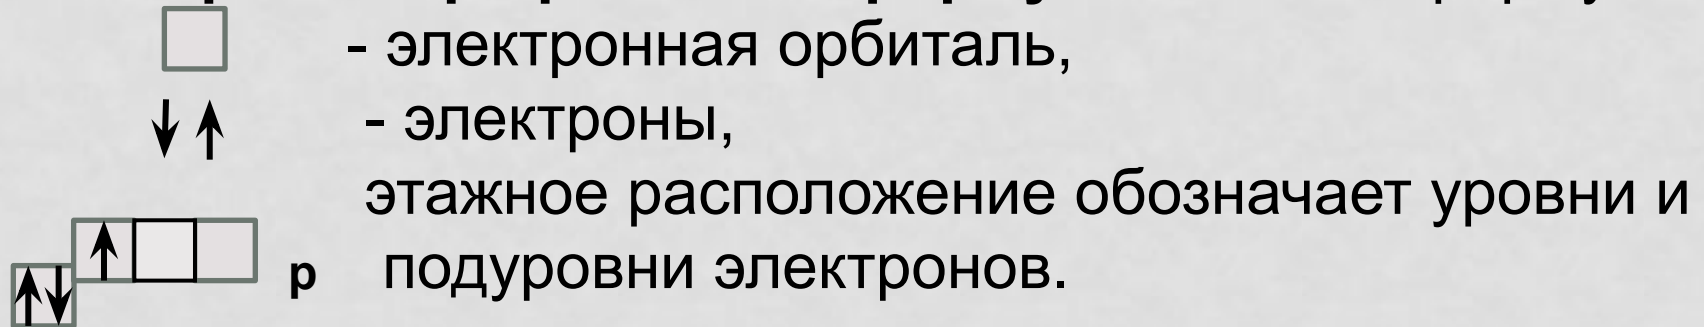 - электронная орбиталь,
- электроны,
этажное расположение обозначает уровни и
p подуровни электронов.